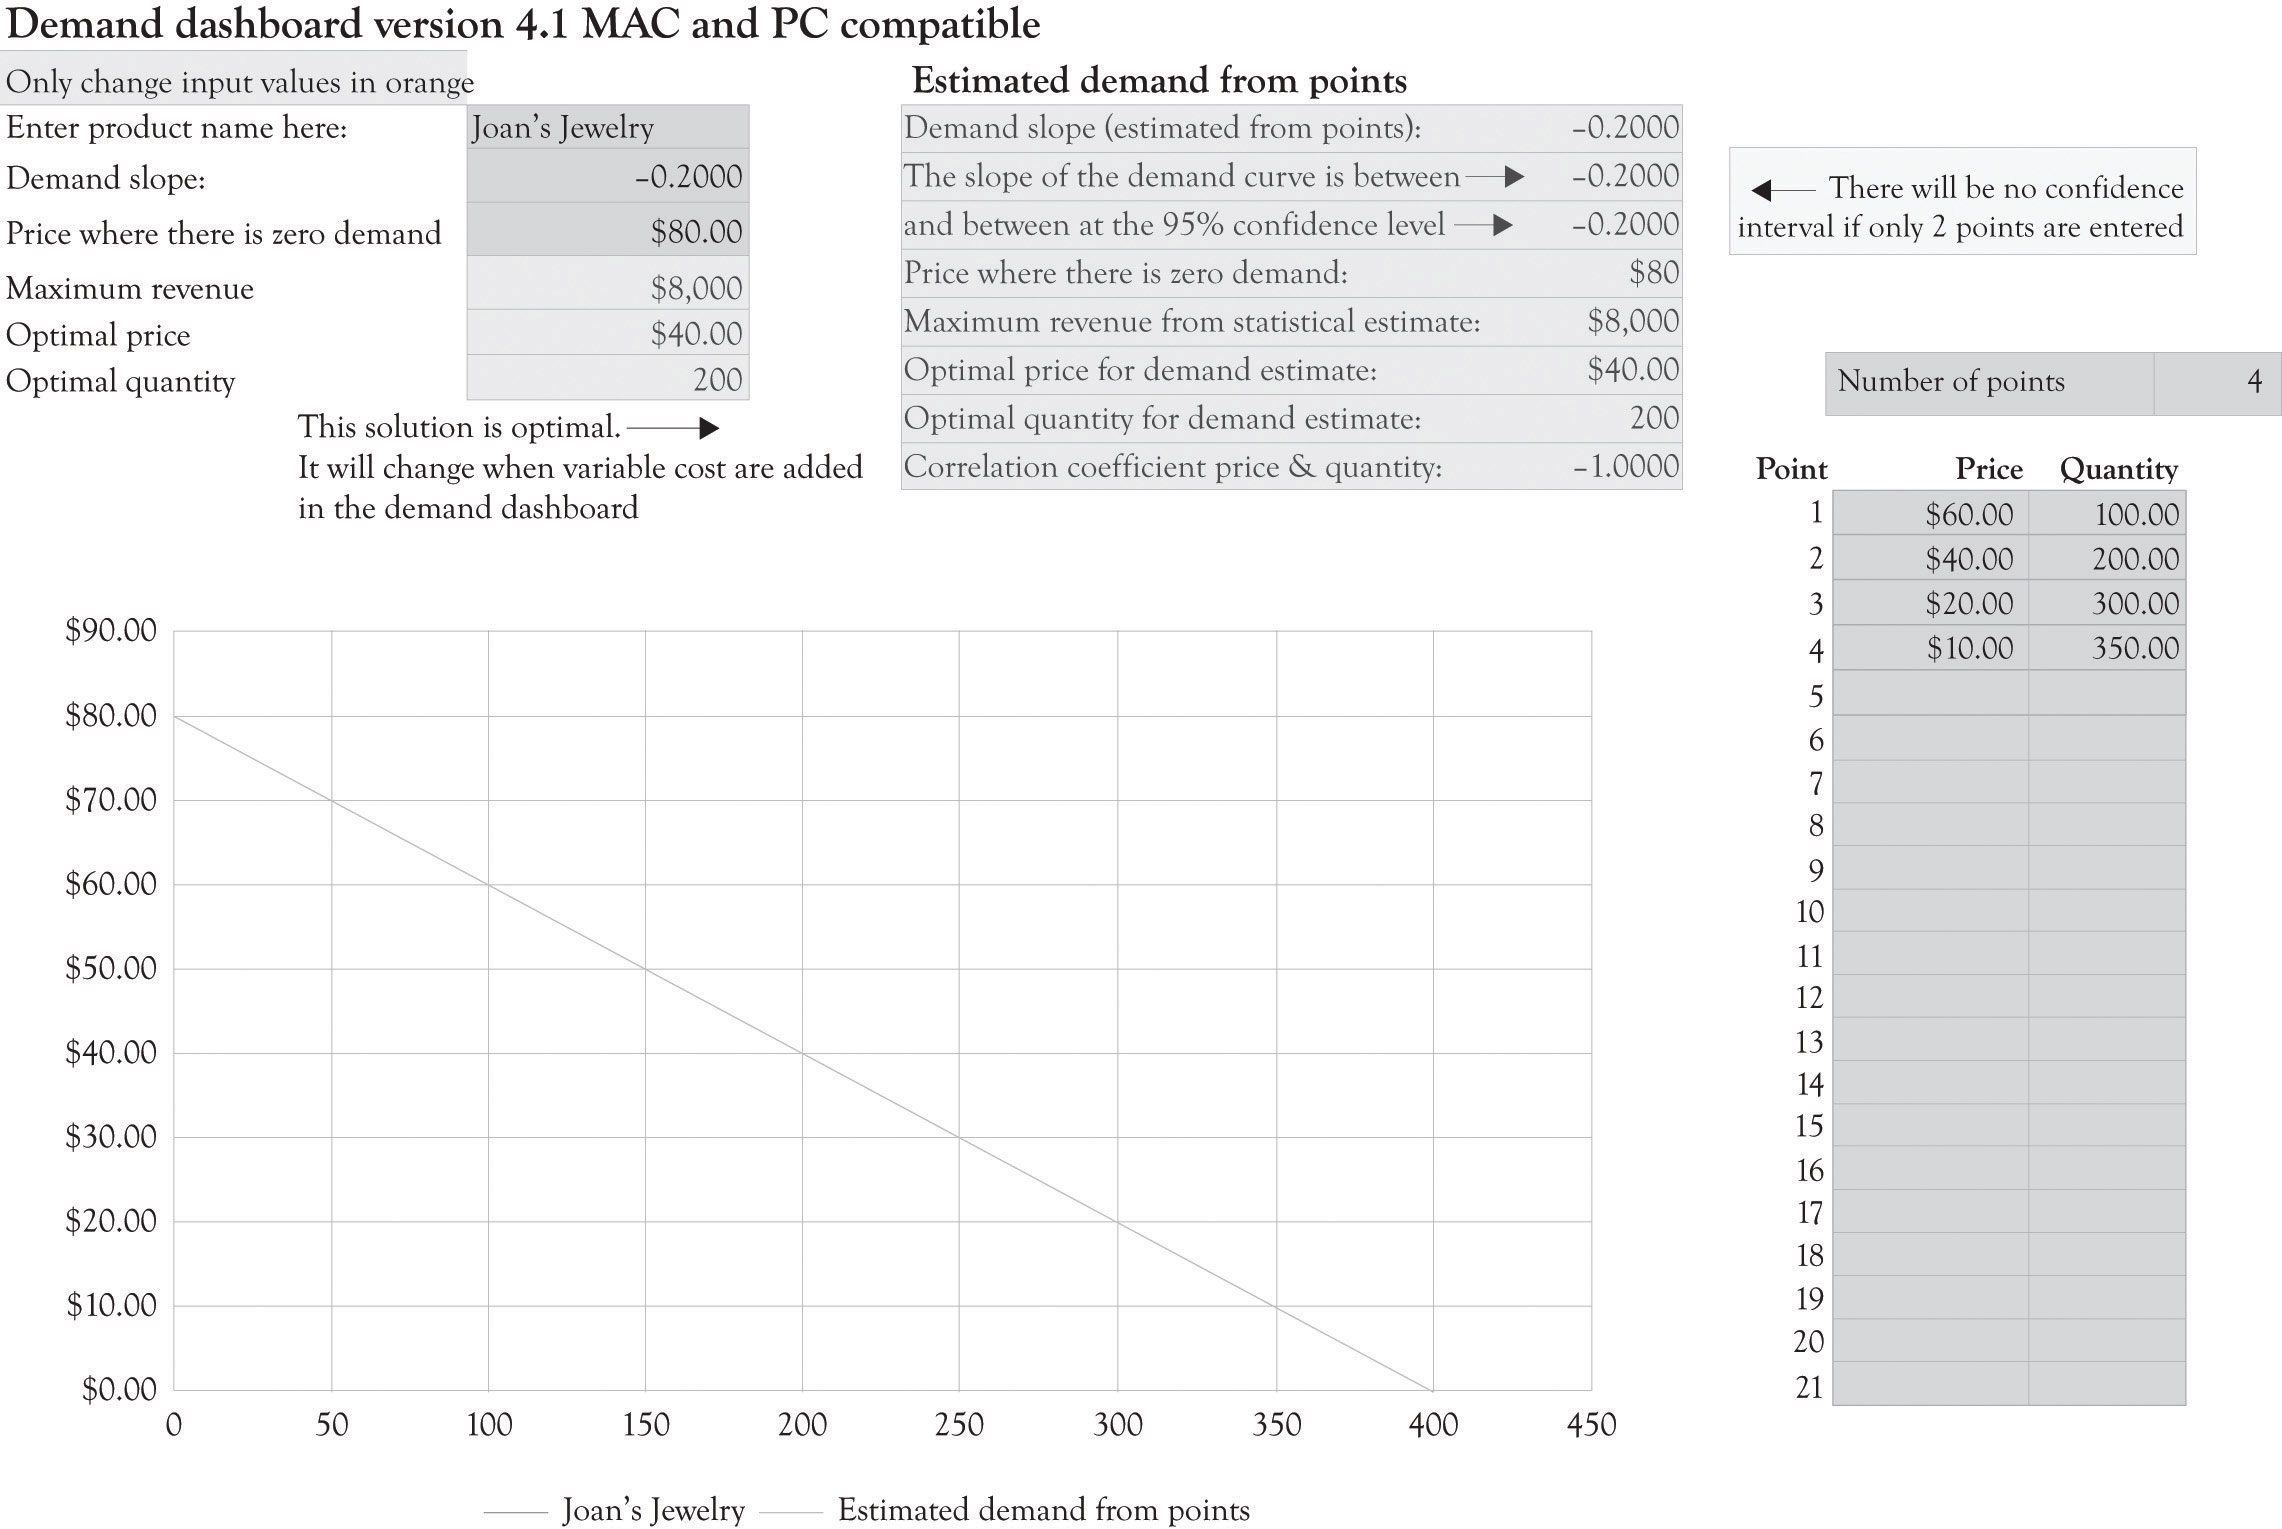 Demand dashboard version 4.1 MAC and PC compatible
Only change input values in orange
Enter product name here: Joan's Jewelry
Demand slope: –0.2000
Price where there is zero demand $80.00
Maximum revenue $8,000
Optimal price $40.00
Optimal quantity 200
This solution is optimal.
It will change when variable cost are added
in the demand dashboard
Estimated demand from points
Demand slope (estimated from points): –0.2000
The slope of the demand curve is between –0.2000
and between at the 95% confidence level –0.2000
Price where there is zero demand: $80
Maximum revenue from statistical estimate: $8,000
Optimal price for demand estimate: $40.00
Optimal quantity for demand estimate: 200
Correlation coefficient price & quantity: –1.0000
There will be no confidence
interval if only 2 points are entered
Number of points 4
Point Price Quantity
1 $60.00 100.00
2 $40.00 200.00
3 $20.00 300.00
4 $10.00 350.00
5
6
7
8
9
10
11
12
13
14
15
16
17
18
19
20
21
$90.00
$80.00
$70.00
$60.00
$50.00
$40.00
$30.00
$20.00
$10.00
$0.00
0 50 100 150 200 250 300 350 400 450
Joan's Jewelry Estimated demand from points